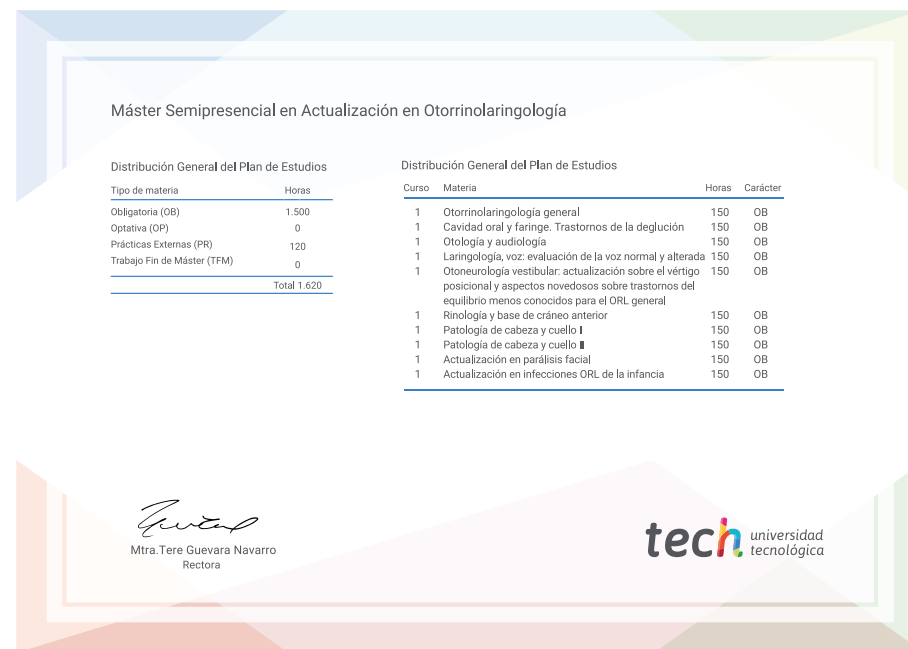 Máster Semipresencial en Actualización en Otorrinolaringología
Distribución General del Plan de Estudios
Tipo de materia Horas
Obligatoria (OB) 1.500
Optativa (OP) 0
Prácticas Externas (PR) 120
Trabajo Fin de Máster (TFM) 0
Total 1.620
Distribución General del Plan de Estudios
Curso Materia Horas Carácter
1 Otorrinolaringología general 150 OB
1 Cavidad oral y faringe. Trastornos de la deglución 150 OB
1 Otología y audiología 150 OB
1 Laringología, voz: evaluación de la voz normal y alterada 150 OB
1 Otoneurología vestibular: actualización sobre el vértigo 150 OB
posicional y aspectos novedosos sobre trastornos del
equilibrio menos conocidos para el ORL general
1 Rinología y base de cráneo anterior 150 OB
1 Patología de cabeza y cuello I 150 OB
1 Patología de cabeza y cuello II 150 OB
1 Actualización en parálisis facial 150 OB
1 Actualización en infecciones ORL de la infancia 150 OB
Mtra.Tere Guevara Navarro
Rectora
tech universidad
tecnológica